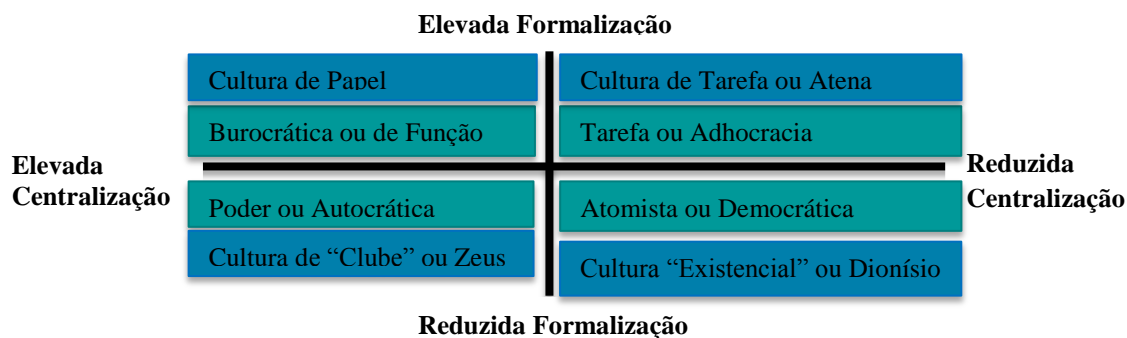 Elevada Formalização
Cultura de Papel
Cultura de Tarefa ou Atena
Burocrática ou de Função
Tarefa ou Adhocracia
Elevada
Centralização
Reduzida
Centralização
Poder ou Autocrática
Atomista ou Democrática
Cultura de “Clube” ou Zeus
Cultura “Existencial” ou Dionísio
Reduzida Formalização